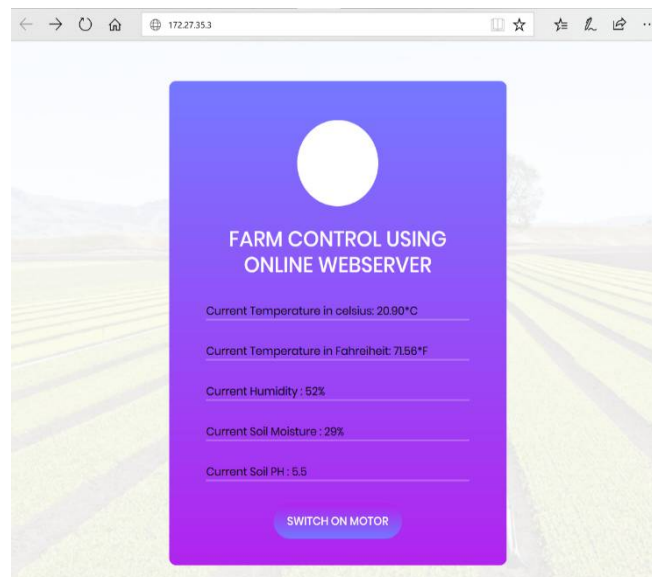 172.27.35.3
FARM CONTROL USING
ONLINE WEBSERVER
Current Temperature in celsius: 20.90*C
Current Temperature in Fahreiheit: 71.56*F
Current Humidity : 52%
Current Soil Moisture : 29%
Current Soil PH : 5.5
SWITCH ON MOTOR